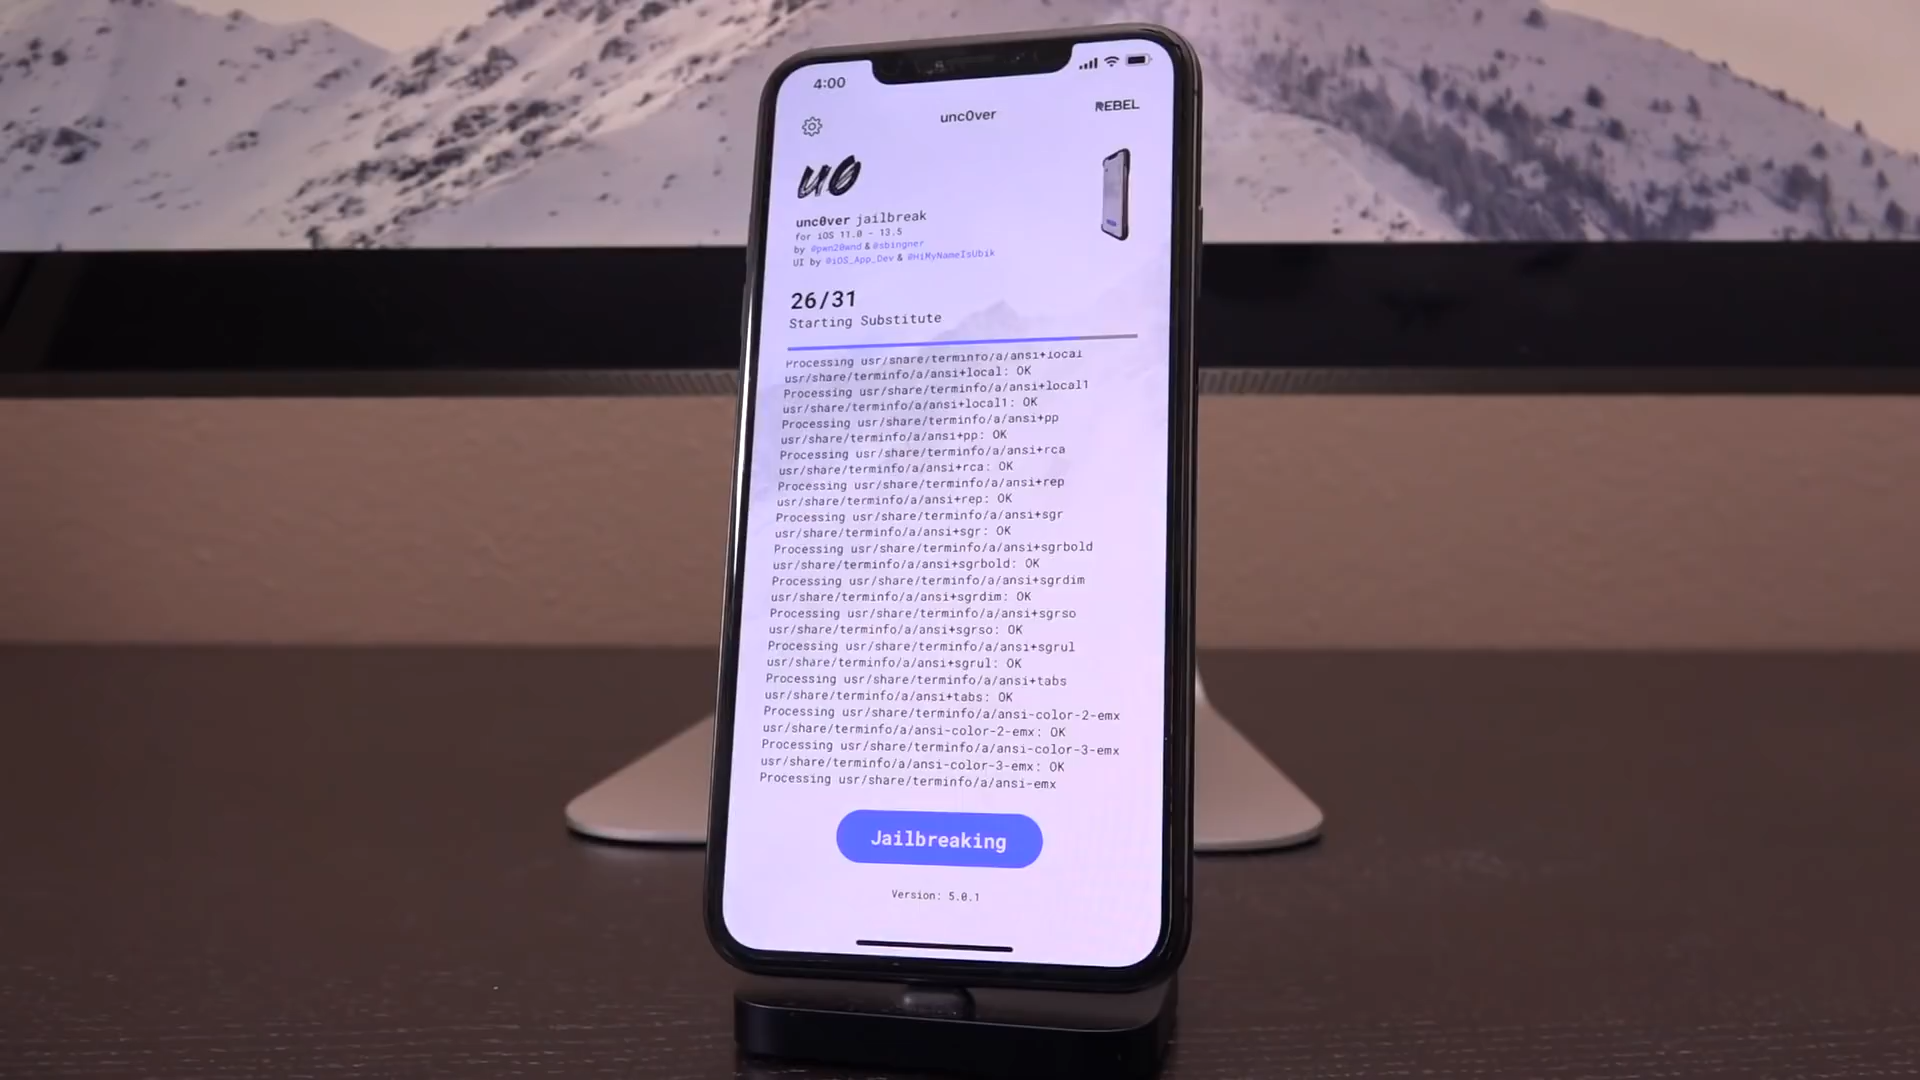 4:00
unc0ver
REBEL
u0
unc0ver jailbreak
for iOS 11.0 - 13.5
by @pwn20wnd & @sbingner
UI by @iOS_App_Dev & @HiMyNameIsUbik
26/31
Starting Substitute
Processing usr/share/terminfo/a/ansi+local
usr/share/terminfo/a/ansi+local: OK
Processing usr/share/terminfo/a/ansi+local1
usr/share/terminfo/a/ansi+local1: OK
Processing usr/share/terminfo/a/ansi+pp
usr/share/terminfo/a/ansi+pp: OK
Processing usr/share/terminfo/a/ansi+rca
usr/share/terminfo/a/ansi+rca: OK
Processing usr/share/terminfo/a/ansi+rep
usr/share/terminfo/a/ansi+rep: OK
Processing usr/share/terminfo/a/ansi+sgr
usr/share/terminfo/a/ansi+sgr: OK
Processing usr/share/terminfo/a/ansi+sgrbold
usr/share/terminfo/a/ansi+sgrbold: OK
Processing usr/share/terminfo/a/ansi+sgrdim
usr/share/terminfo/a/ansi+sgrdim: OK
Processing usr/share/terminfo/a/ansi+sgrso
usr/share/terminfo/a/ansi+sgrso: OK
Processing usr/share/terminfo/a/ansi+sgrul
usr/share/terminfo/a/ansi+sgrul: OK
Processing usr/share/terminfo/a/ansi+tabs
usr/share/terminfo/a/ansi+tabs: OK
Processing usr/share/terminfo/a/ansi-color-2-emx
usr/share/terminfo/a/ansi-color-2-emx: OK
Processing usr/share/terminfo/a/ansi-color-3-emx
usr/share/terminfo/a/ansi-color-3-emx: OK
Processing usr/share/terminfo/a/ansi-emx
Jailbreaking
Version: 5.0.1